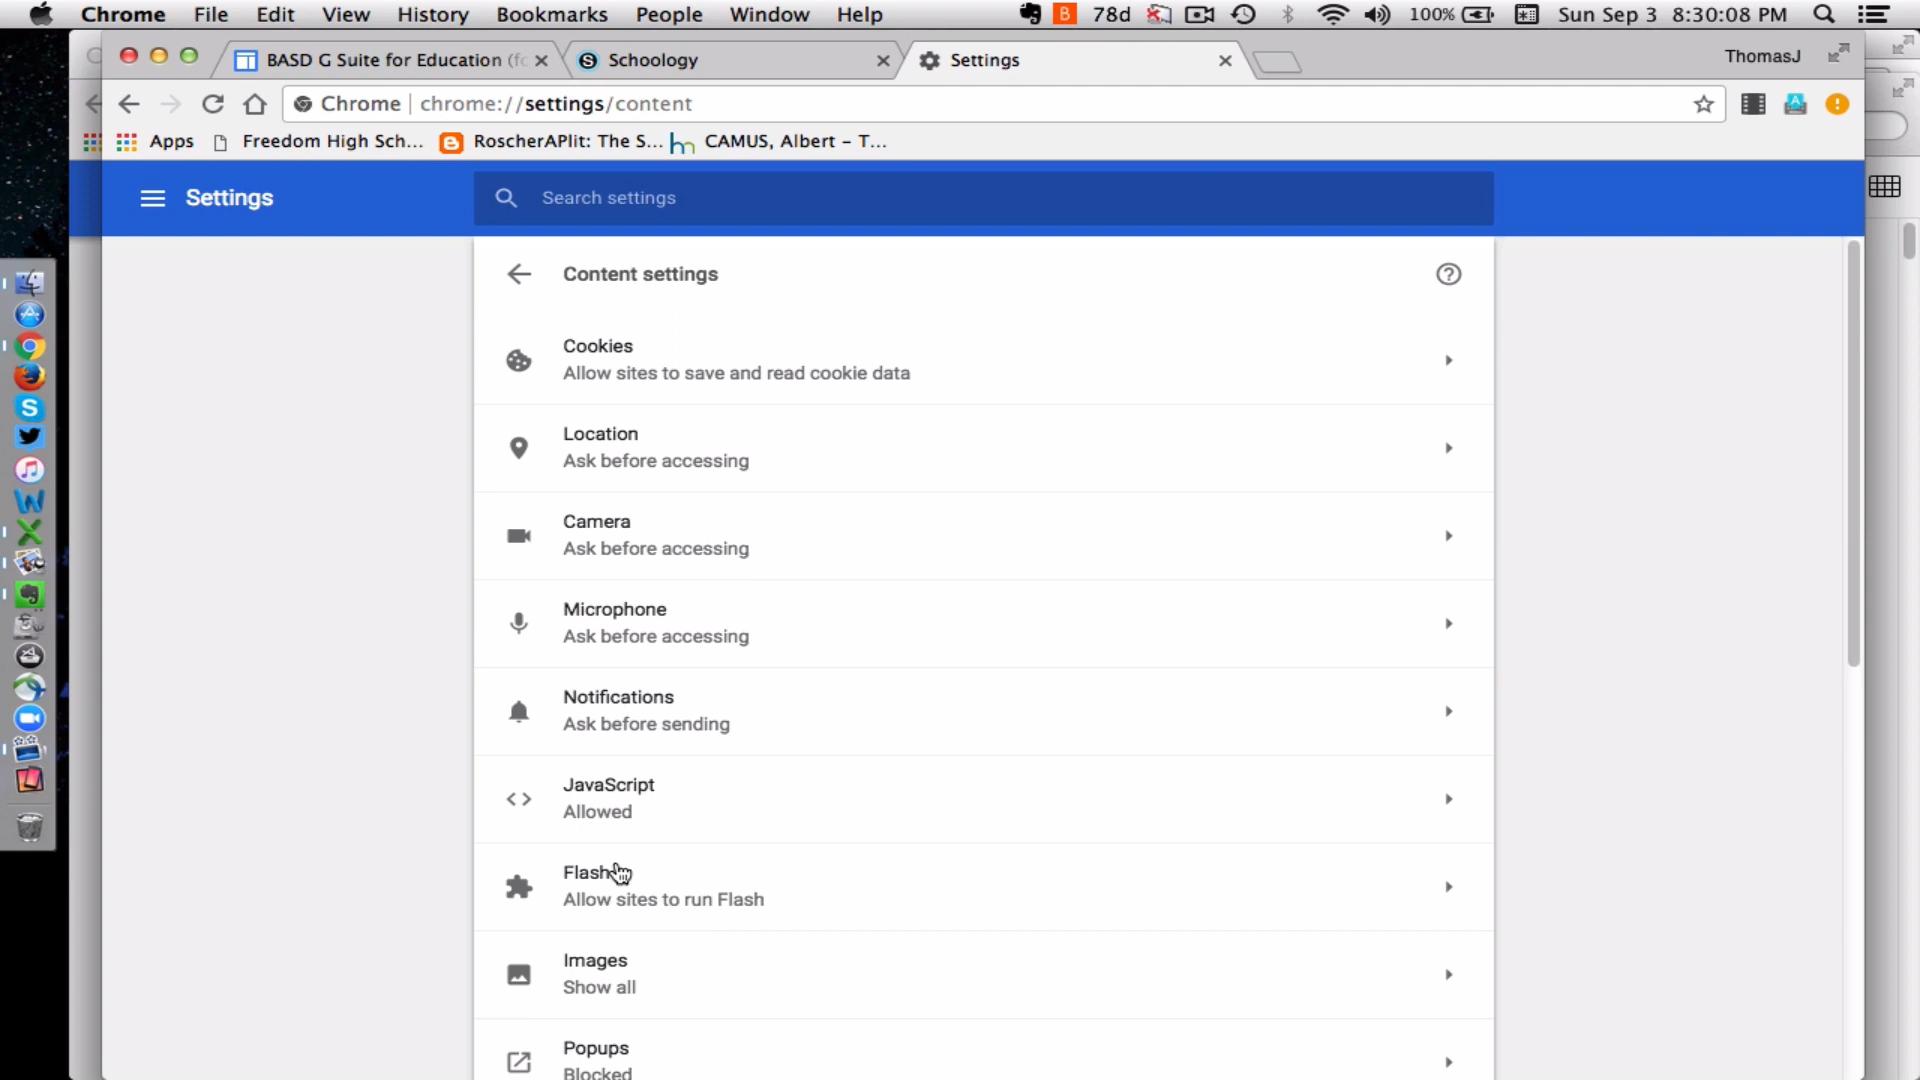 Chrome File Edit View History Bookmarks People Window Help B 78d 100% Sun Sep 3 8:30:08 PM
BASD G Suite for Education (fo Schoology Settings ThomasJ
Chrome chrome://settings/content
Apps Freedom High Sch... RoscherAPlit: The S... CAMUS, Albert – T...
Settings Search settings
Content settings
Cookies
Allow sites to save and read cookie data
Location
Ask before accessing
Camera
Ask before accessing
Microphone
Ask before accessing
Notifications
Ask before sending
JavaScript
Allowed
Flash
Allow sites to run Flash
Images
Show all
Popups
Blocked